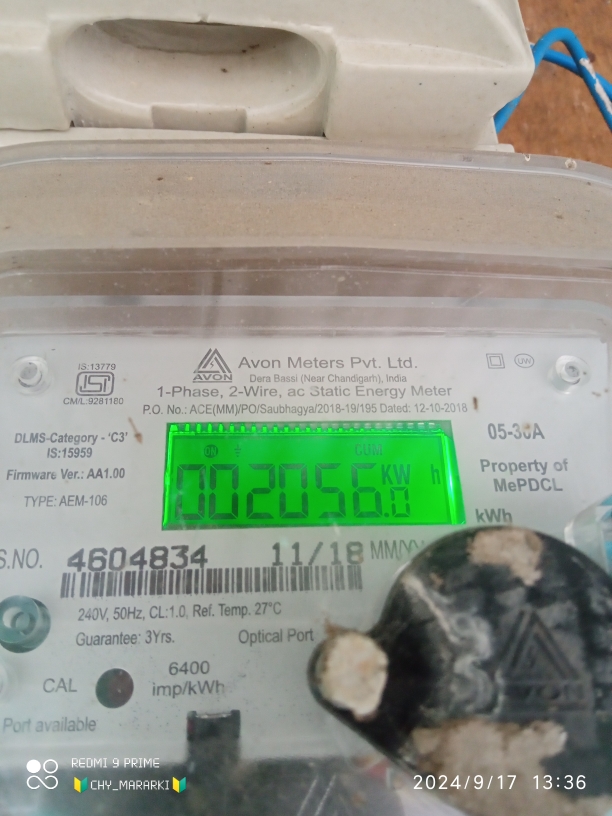 IS:13779
ISI
CM/L:9281180
AVON
Avon Meters Pvt. Ltd.
Dera Bassi (Near Chandigarh), India
1-Phase, 2-Wire, ac Static Energy Meter
P.O. No.: ACE(MM)/PO/Saubhagya/2018-19/195 Dated: 12-10-2018
UW
DLMS-Category - 'C3'
IS:15959
Firmware Ver.: AA1.00
TYPE: AEM-106
ON
CUM
002056.0
KW h
05-30A
Property of
MePDCL
kWh
S.NO. 4604834 11/18
240V, 50Hz, CL:1.0, Ref. Temp. 27°C
Guarantee: 3Yrs. Optical Port
CAL
6400
imp/kWh
Port available
AVON
REDMI 9 PRIME
🔰CHY_MARARKI🔰
2024/9/17 13:36